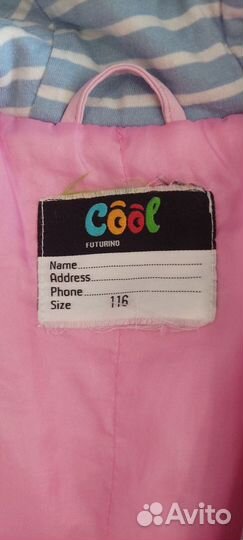 Cool
FUTURINO
Name..............................
Address..........................
Phone.............................
Size 116
Avito